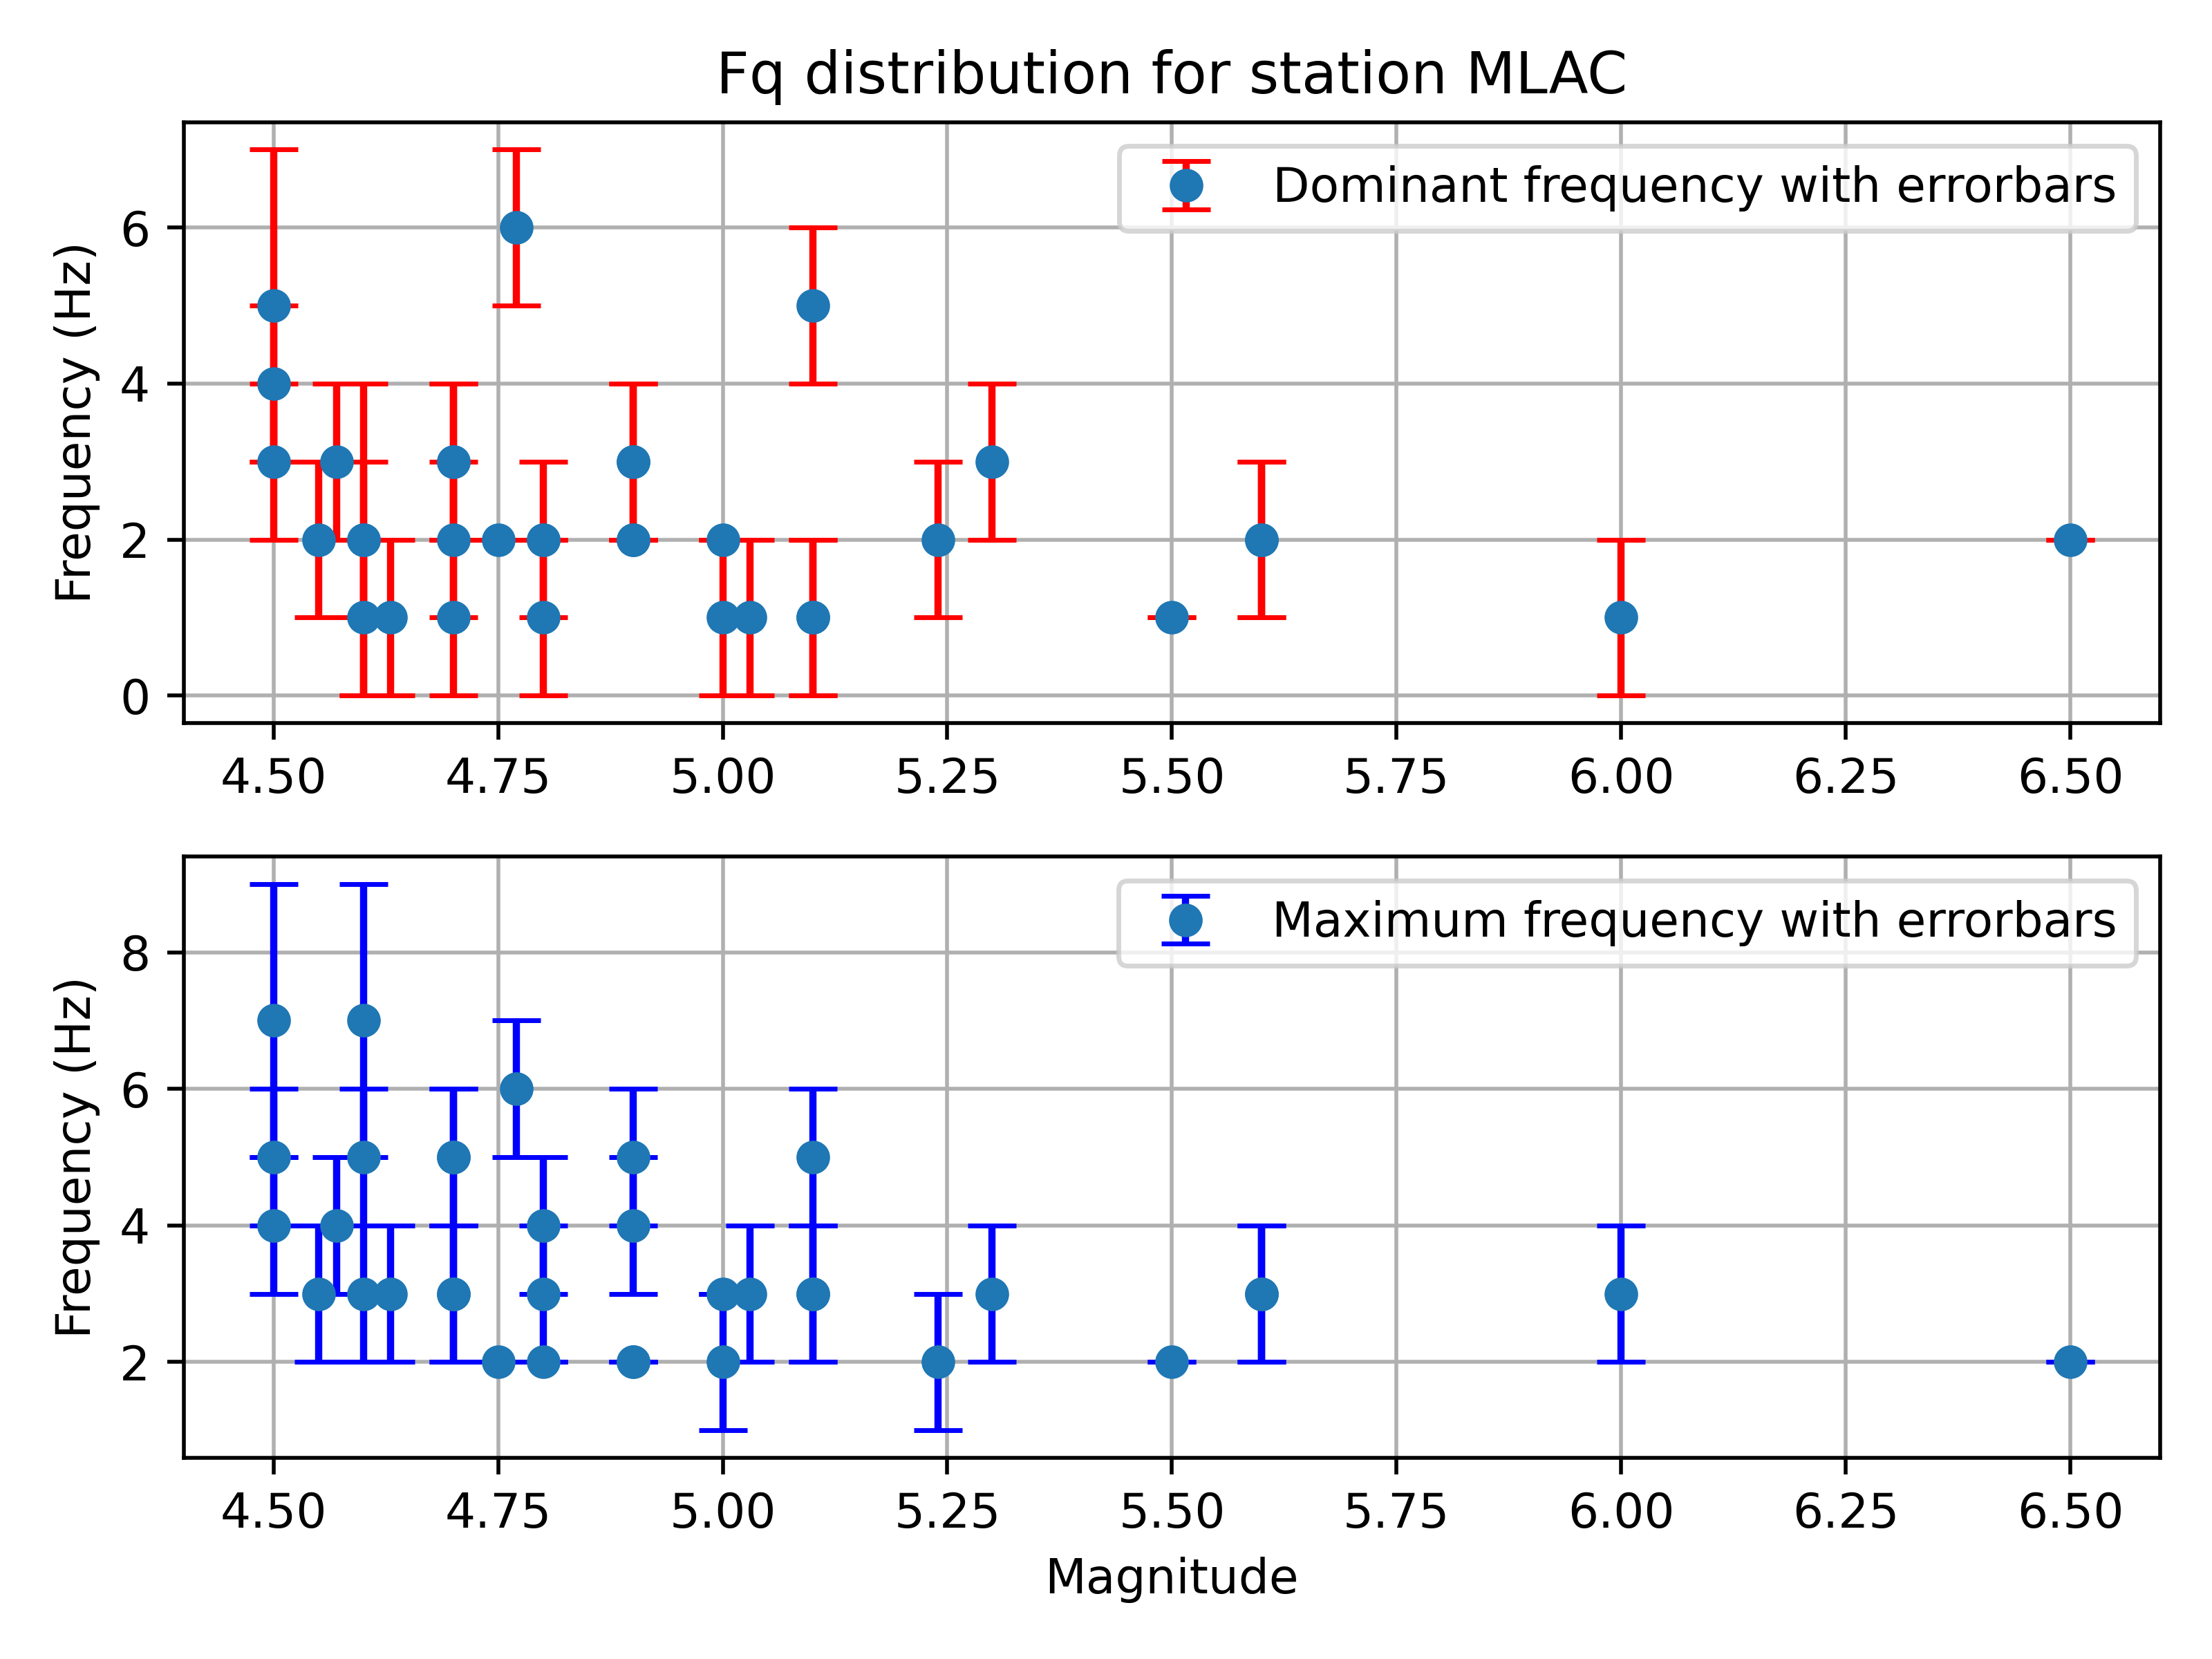 Fq distribution for station MLAC
Dominant frequency with errorbars
Frequency (Hz)
6
4
2
0
4.50 4.75 5.00 5.25 5.50 5.75 6.00 6.25 6.50
Maximum frequency with errorbars
Frequency (Hz)
8
6
4
2
4.50 4.75 5.00 5.25 5.50 5.75 6.00 6.25 6.50
Magnitude